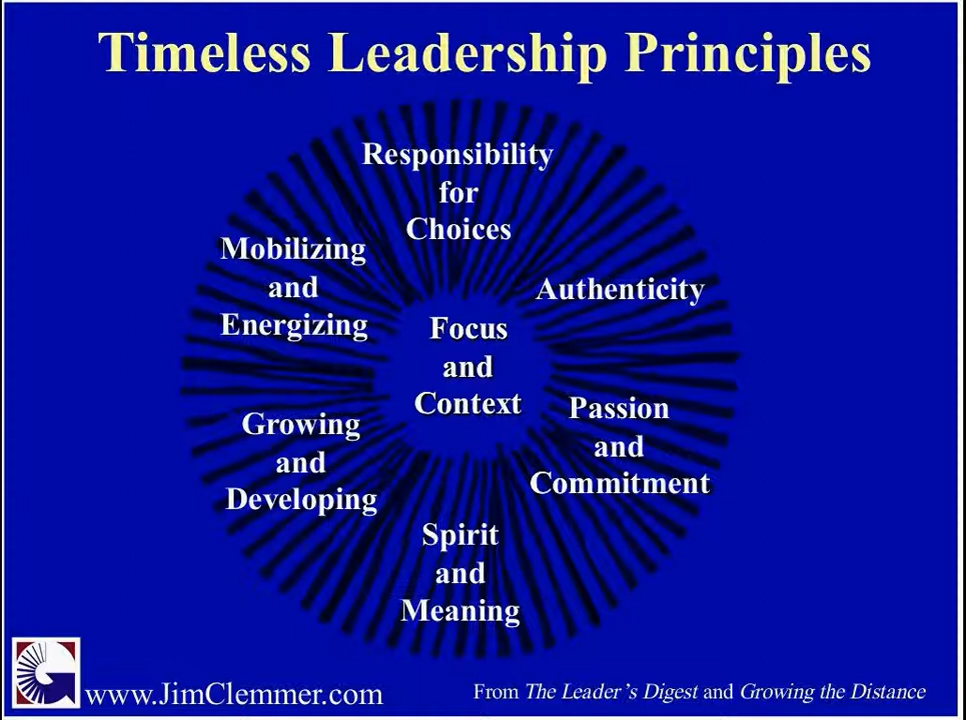 Timeless Leadership Principles
Responsibility
for
Choices
Mobilizing
and
Energizing
Authenticity
Focus
and
Context
Passion
and
Commitment
Growing
and
Developing
Spirit
and
Meaning
www.JimClemmer.com
From The Leader's Digest and Growing the Distance